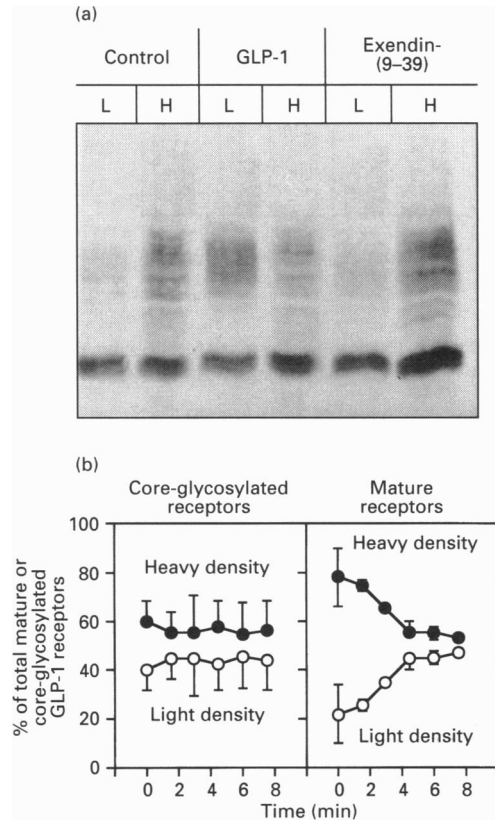 (a)
Control GLP-1 Exendin-
(9–39)
L H L H L H
(b)
Core-glycosylated Mature
receptors receptors
100
80
60
40
20
0
% of total mature or
core-glycosylated
GLP-1 receptors
Heavy density Heavy density
Light density Light density
0 2 4 6 8 0 2 4 6 8
Time (min)